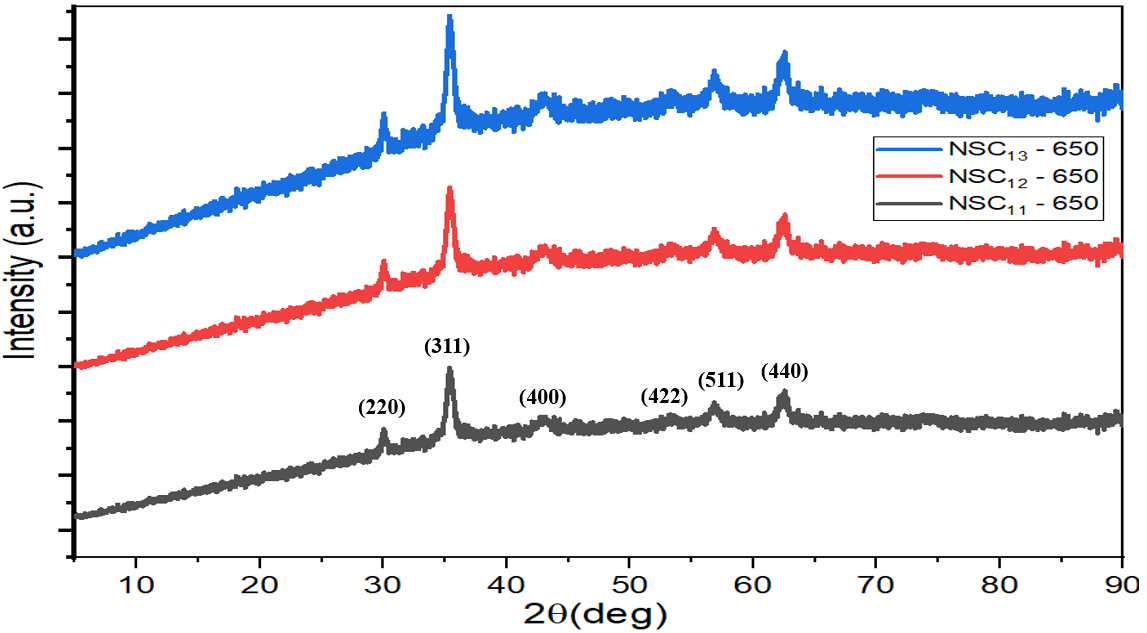 Intensity (a.u.)
NSC₁₃ - 650
NSC₁₂ - 650
NSC₁₁ - 650
(311)
(220)
(400)
(422)
(511)
(440)
10 20 30 40 50 60 70 80 90
2θ(deg)